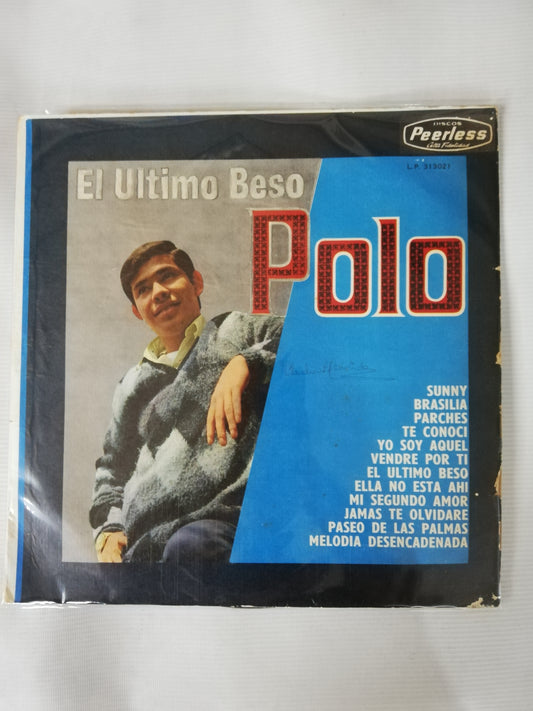 DISCOS
Peerless
Alta Fidelidad
L.P. 313021
El Ultimo Beso
Polo
SUNNY
BRASILIA
PARCHES
TE CONOCI
YO SOY AQUEL
VENDRE POR TI
EL ULTIMO BESO
ELLA NO ESTA AHI
MI SEGUNDO AMOR
JAMAS TE OLVIDARE
PASEO DE LAS PALMAS
MELODIA DESENCADENADA